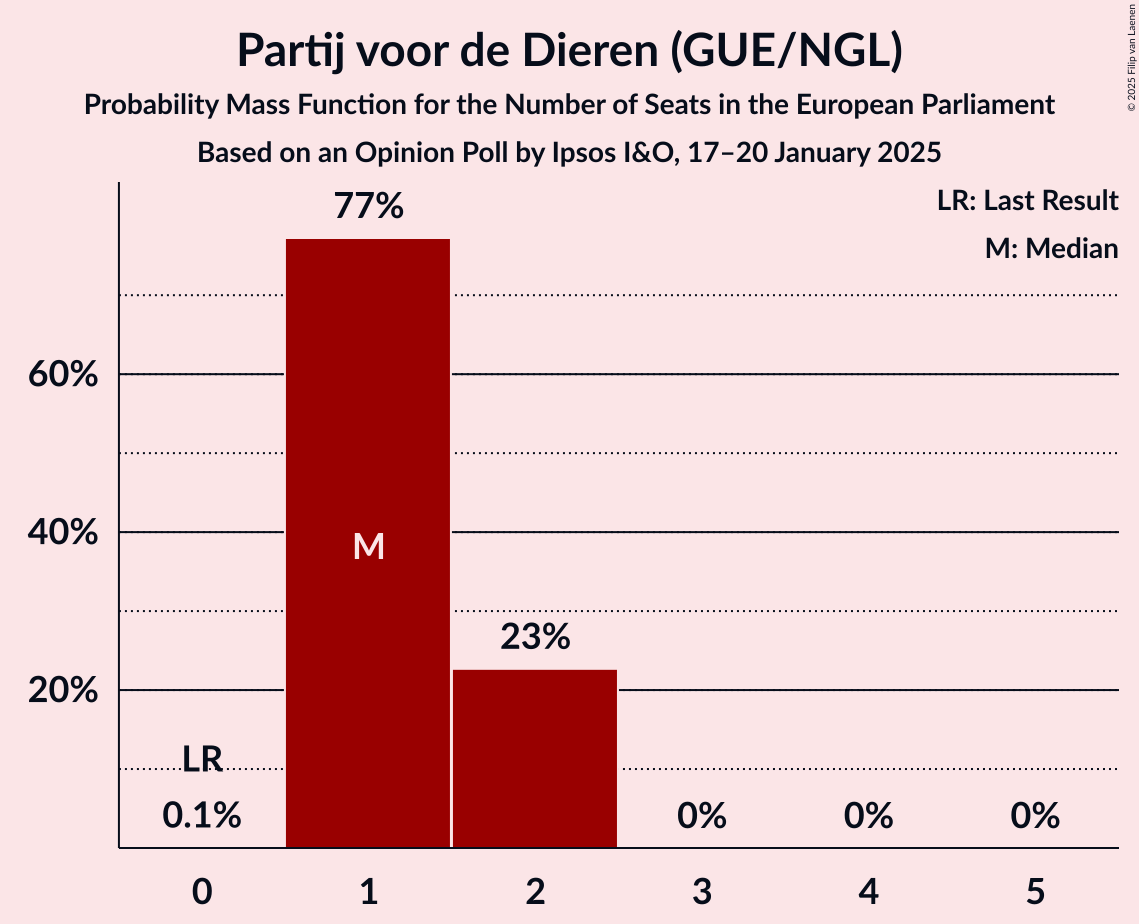 Partij voor de Dieren (GUE/NGL)
Probability Mass Function for the Number of Seats in the European Parliament
Based on an Opinion Poll by Ipsos I&O, 17–20 January 2025
© 2025 Filip van Laenen
LR: Last Result
M: Median
77%
60%
40%
M
23%
20%
LR
0.1%
0%
0%
0%
0
1
2
3
4
5